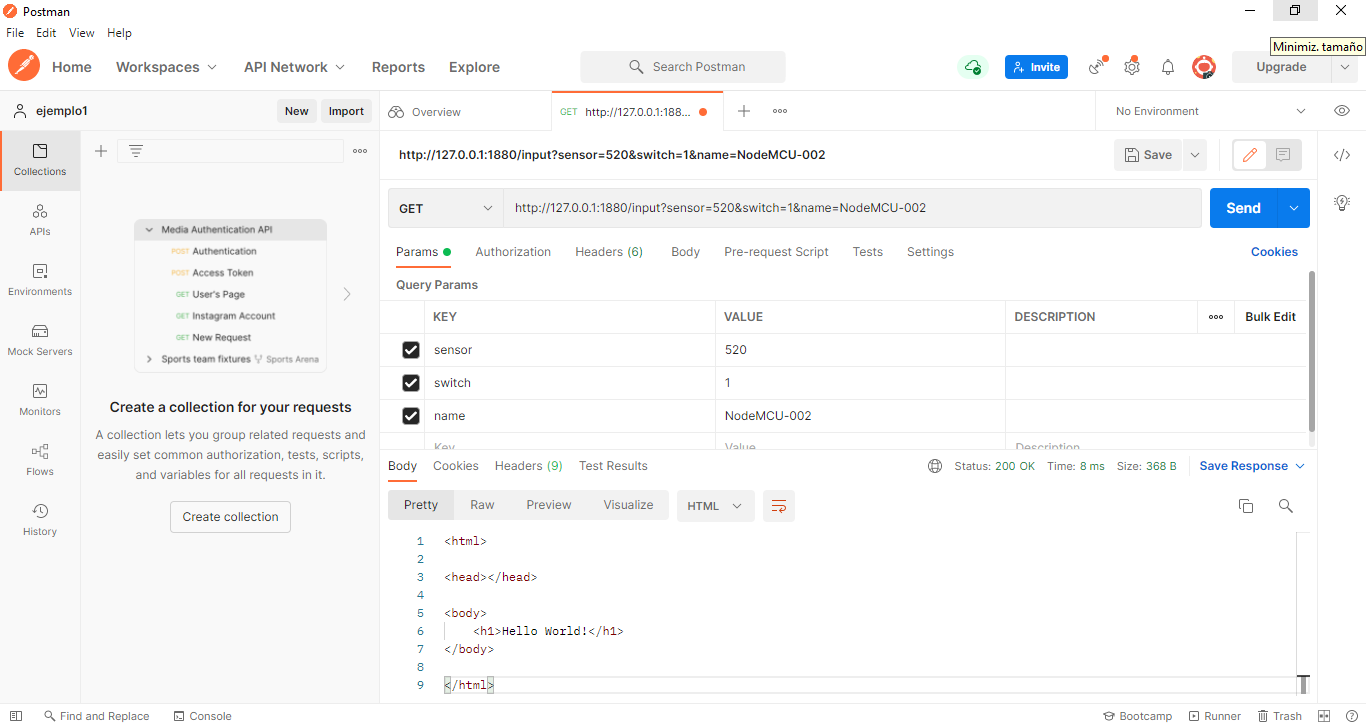 Postman
File Edit View Help
Minimiz. tamaño
Home Workspaces API Network Reports Explore Search Postman Invite Upgrade
ejemplo1 New Import Overview GET http://127.0.0.1:188... No Environment
Collections
APIs
Environments
Mock Servers
Monitors
Flows
History
Media Authentication API
POST Authentication
POST Access Token
GET User's Page
GET Instagram Account
GET New Request
Sports team fixtures Sports Arena
Create a collection for your requests
A collection lets you group related requests and
easily set common authorization, tests, scripts,
and variables for all requests in it.
Create collection
http://127.0.0.1:1880/input?sensor=520&switch=1&name=NodeMCU-002 Save
GET http://127.0.0.1:1880/input?sensor=520&switch=1&name=NodeMCU-002 Send
Params Authorization Headers (6) Body Pre-request Script Tests Settings Cookies
Query Params
KEY VALUE DESCRIPTION Bulk Edit
sensor 520
switch 1
name NodeMCU-002
Key Value Description
Body Cookies Headers (9) Test Results Status: 200 OK Time: 8 ms Size: 368 B Save Response
Pretty Raw Preview Visualize HTML
1 <html>
2
3 <head></head>
4
5 <body>
6 <h1>Hello World!</h1>
7 </body>
8
9 </html>
Find and Replace Console Bootcamp Runner Trash